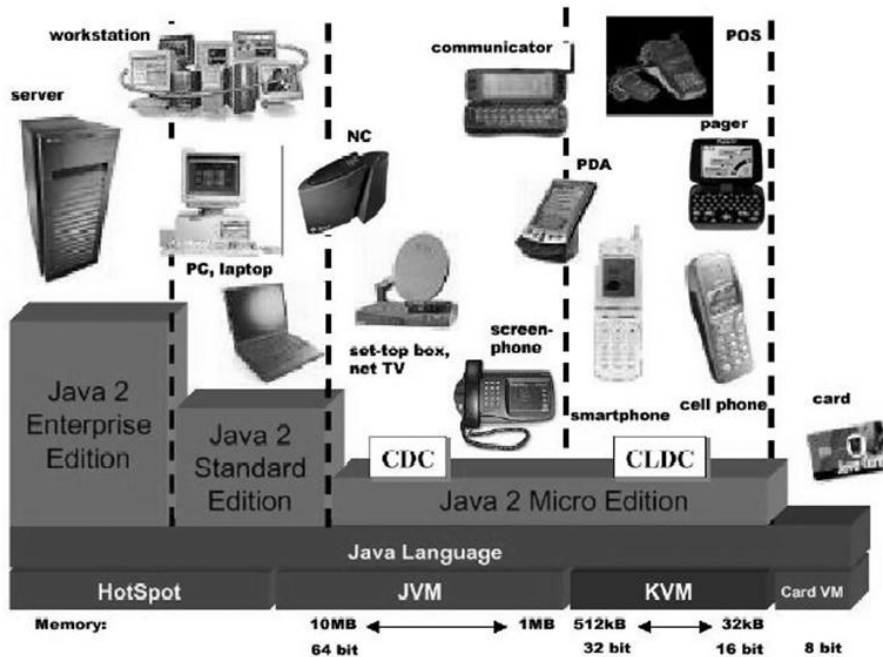 workstation
server
communicator
POS
NC
pager
PDA
PC, laptop
set-top box,
net TV
screen-
phone
smartphone
cell phone
card
Java 2
Enterprise
Edition
Java 2
Standard
Edition
CDC
CLDC
Java 2 Micro Edition
Java Language
HotSpot
JVM
KVM
Card VM
Memory:
10MB
1MB
512kB
32kB
64 bit
32 bit
16 bit
8 bit